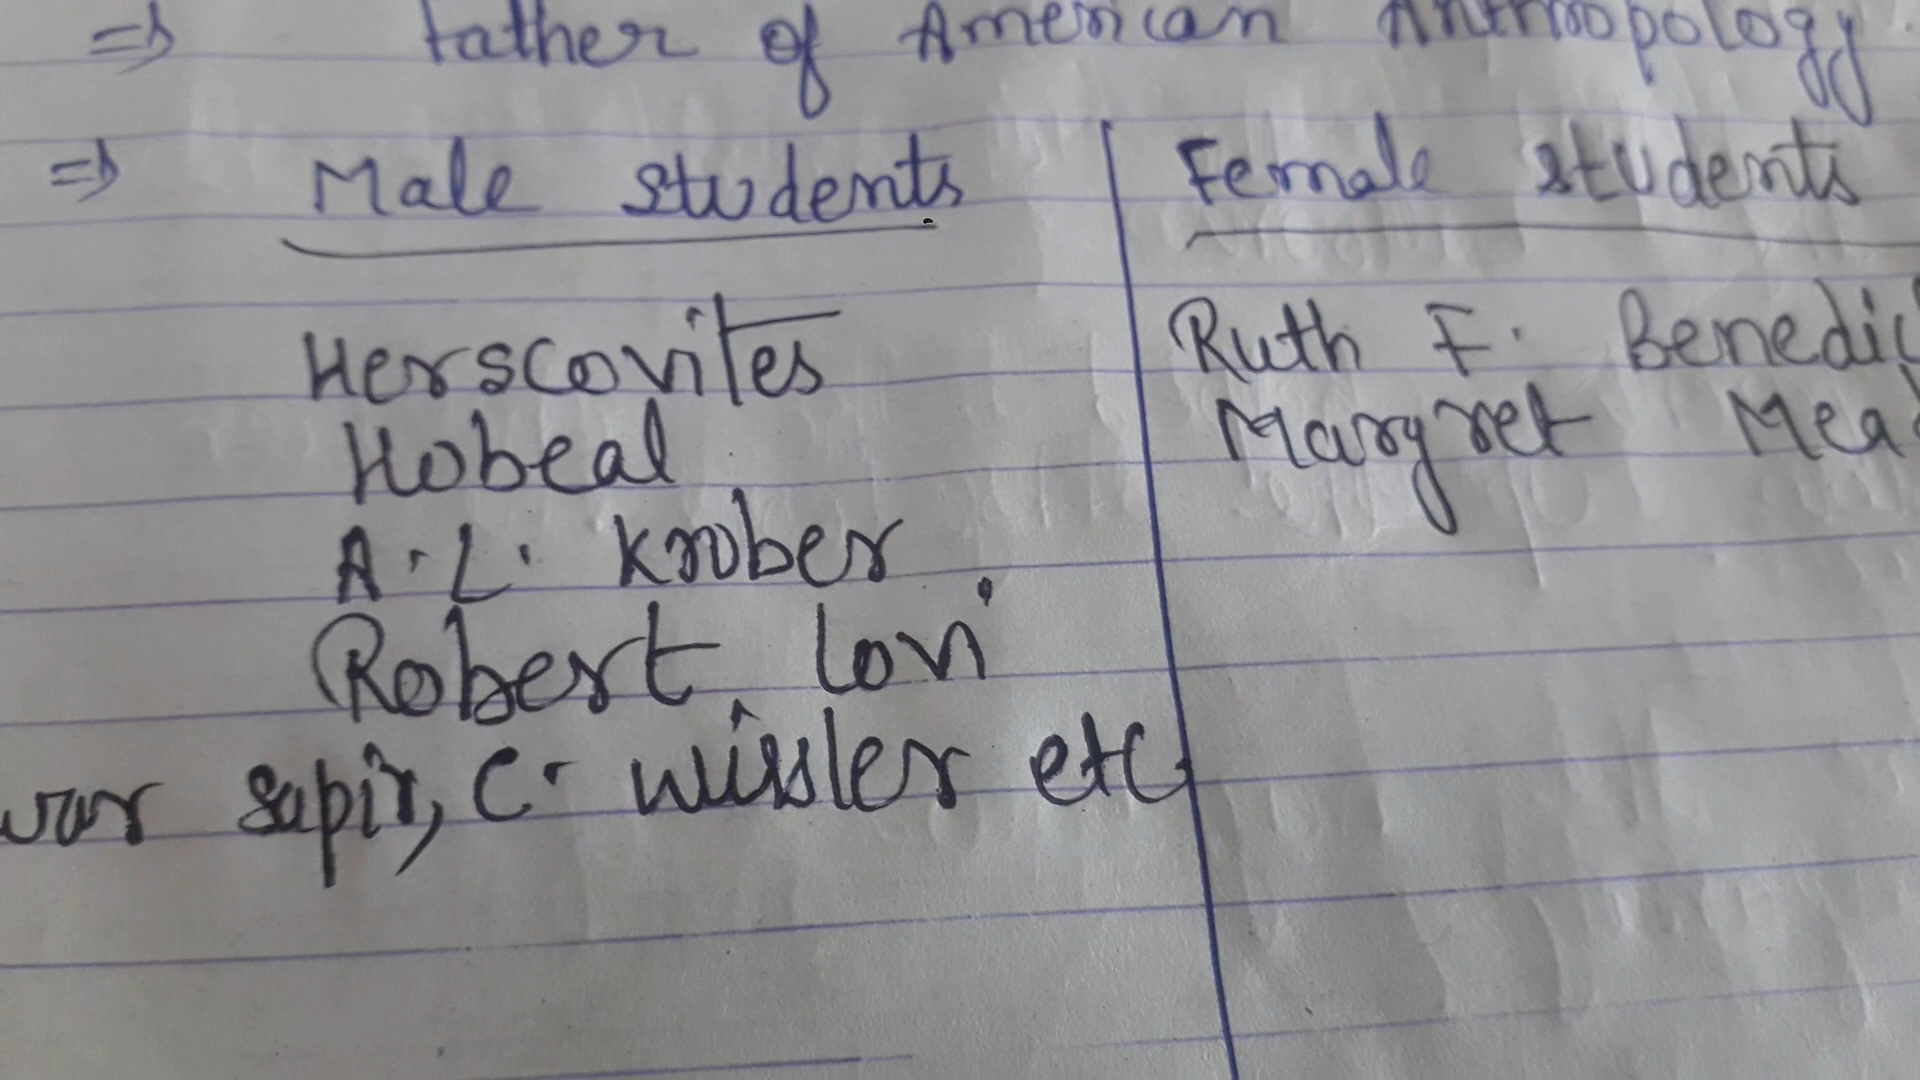 => Father of American Anthropology
=> Male students
Female students
Herscovites
Hobeal
A. L. Krober
Robert Lovi
sapir, C. wissler etc.
Ruth F. Benedic
Margret Mea